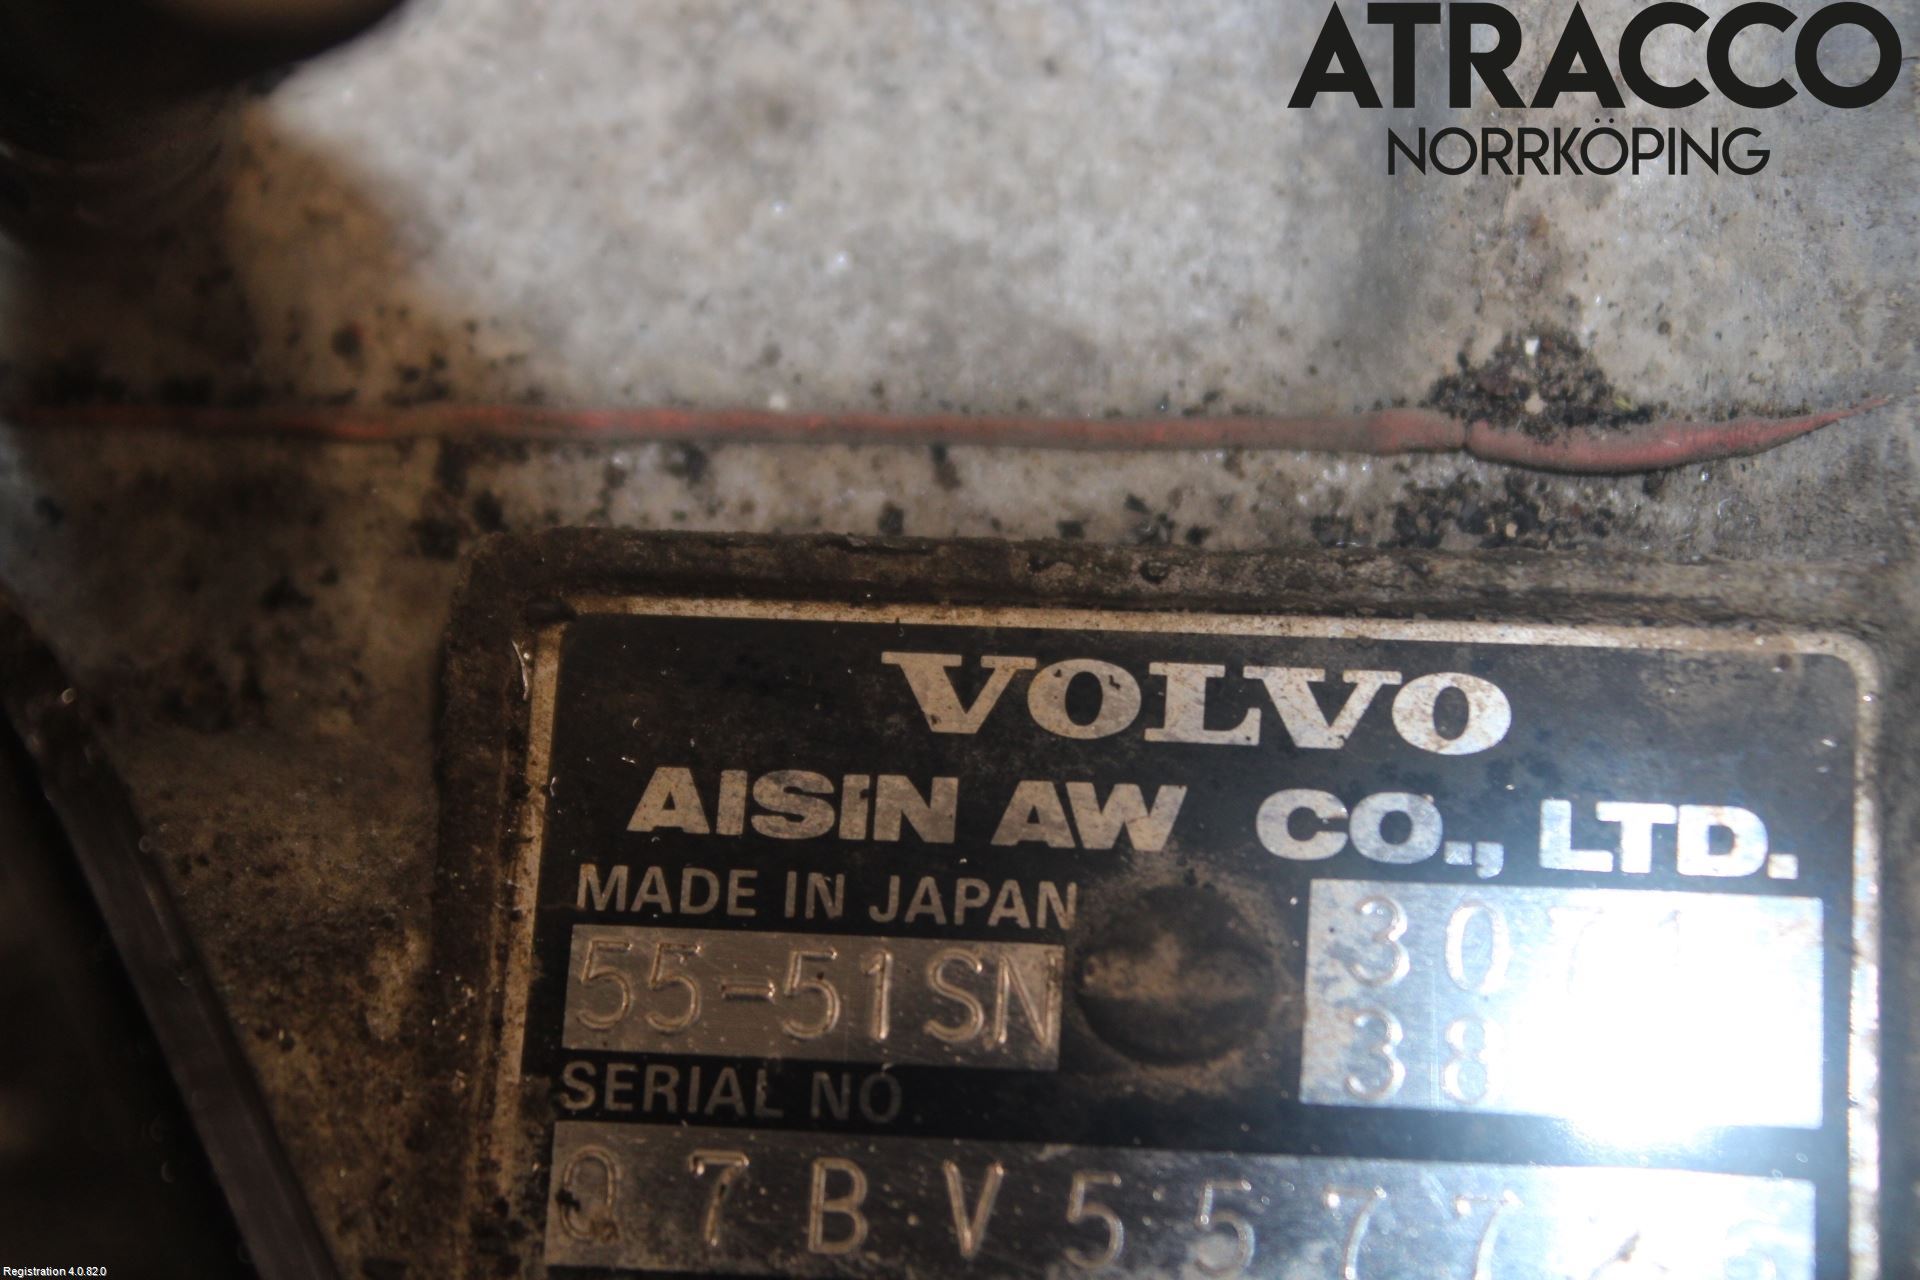 ATRACCO
NORRKÖPING
VOLVO
AISIN AW CO., LTD.
MADE IN JAPAN
55-51SN
SERIAL NO
Registration 4.0.82.0